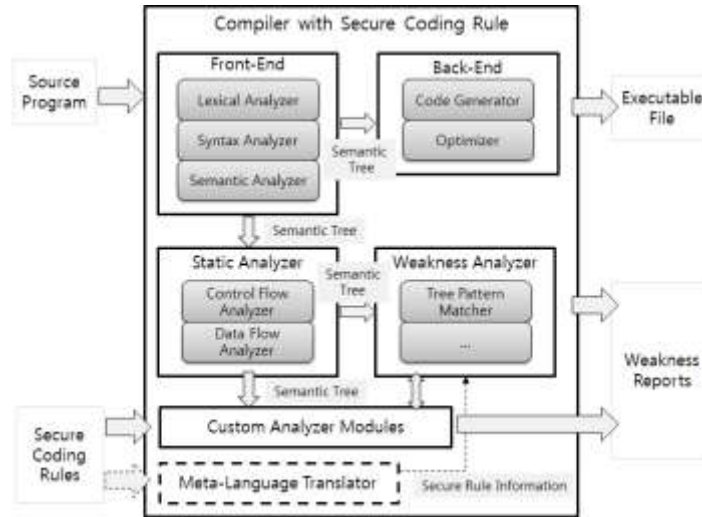 Compiler with Secure Coding Rule
Source
Program
Front-End
Lexical Analyzer
Syntax Analyzer
Semantic Analyzer
Semantic
Tree
Back-End
Code Generator
Optimizer
Executable
File
Semantic Tree
Static Analyzer
Control Flow
Analyzer
Data Flow
Analyzer
Semantic
Tree
Weakness Analyzer
Tree Pattern
Matcher
...
Weakness
Reports
Semantic Tree
Secure
Coding
Rules
Custom Analyzer Modules
Meta-Language Translator
Secure Rule Information